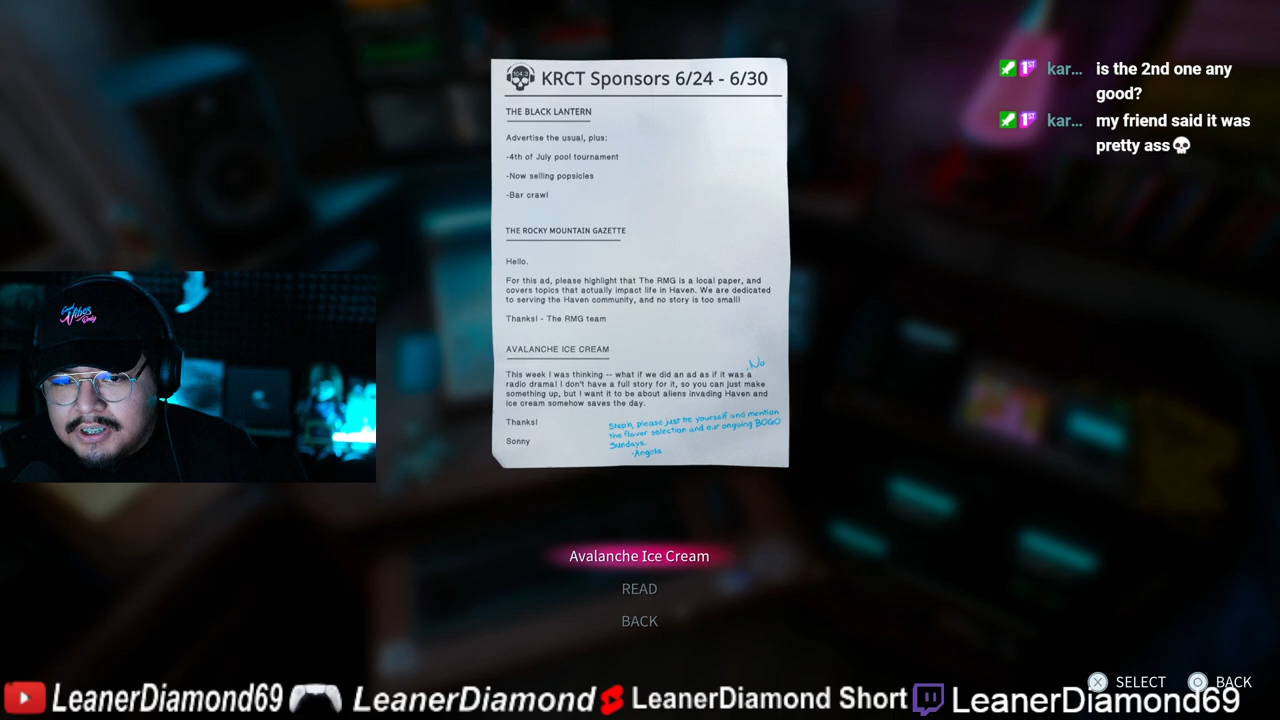 KRCT Sponsors 6/24 - 6/30
THE BLACK LANTERN
Advertise the usual, plus:
-4th of July pool tournament
-Now selling popsicles
-Bar crawl
THE ROCKY MOUNTAIN GAZETTE
Hello.
For this ad, please highlight that The RMG is a local paper, and
covers topics that actually impact life in Haven. We are dedicated
to serving the Haven community, and no story is too small!
Thanks! - The RMG team
AVALANCHE ICE CREAM
No
This week I was thinking -- what if we did an ad as if it was a
radio drama! I don't have a full story for it, so you can just make
something up, but I want it to be about aliens invading Haven and
ice cream somehow saves the day.
Thanks!
Sonny
Steph, please just be yourself and mention
the flavor selection and our ongoing BOGO
Sundays.
-Angela
Avalanche Ice Cream
READ
BACK
kar... is the 2nd one any
good?
kar... my friend said it was
pretty ass💀
Vibes
Only
SELECT
BACK
LeanerDiamond69 LeanerDiamond LeanerDiamond Short LeanerDiamond69